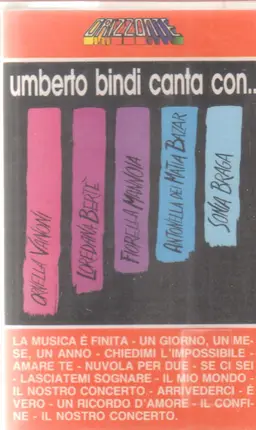 ORIZZONTE
umberto bindi canta con..
ORNELLA VANONI
LOREDANA BERTÈ
FIORELLA MANNOIA
ANTONELLA DEI MATIA BAZAR
SONIA BRAGA
LA MUSICA È FINITA - UN GIORNO, UN ME-
SE, UN ANNO - CHIEDIMI L'IMPOSSIBILE -
AMARE TE - NUVOLA PER DUE - SE CI SEI
- LASCIATEMI SOGNARE - IL MIO MONDO -
IL NOSTRO CONCERTO - ARRIVEDERCI - È
VERO - UN RICORDO D'AMORE - IL CONFI-
NE - IL NOSTRO CONCERTO.